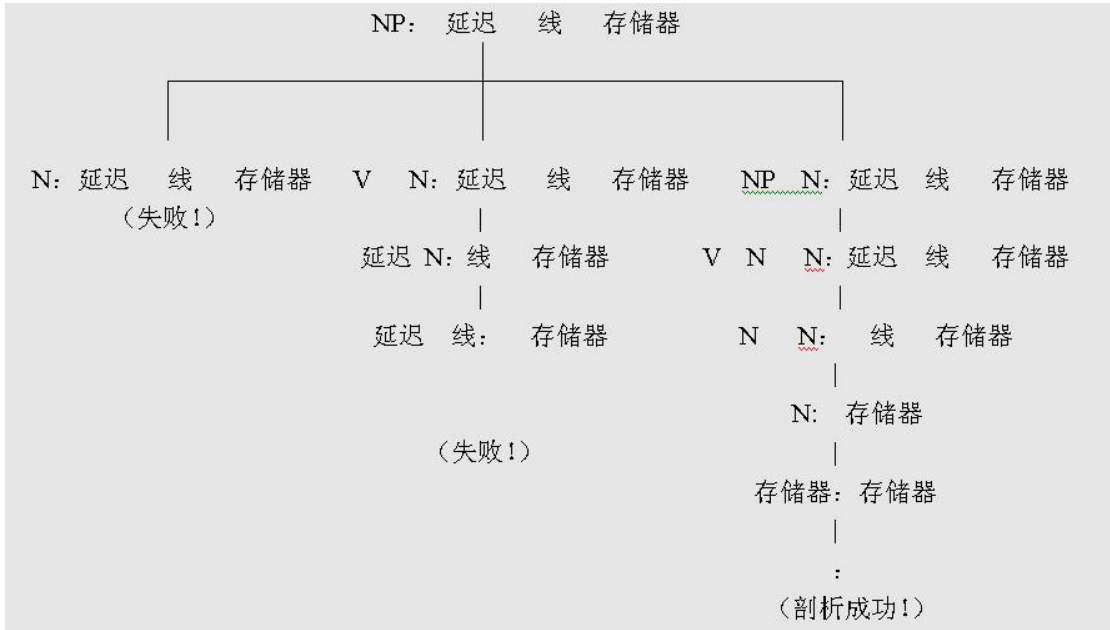 NP： 延迟 线 存储器
N：延迟 线 存储器 V N：延迟 线 存储器 NP N：延迟 线 存储器
（失败！）
延迟 N：线 存储器 V N N：延迟 线 存储器
延迟 线： 存储器 N N： 线 存储器
N: 存储器
（失败！）
存储器：存储器
：
（剖析成功！）